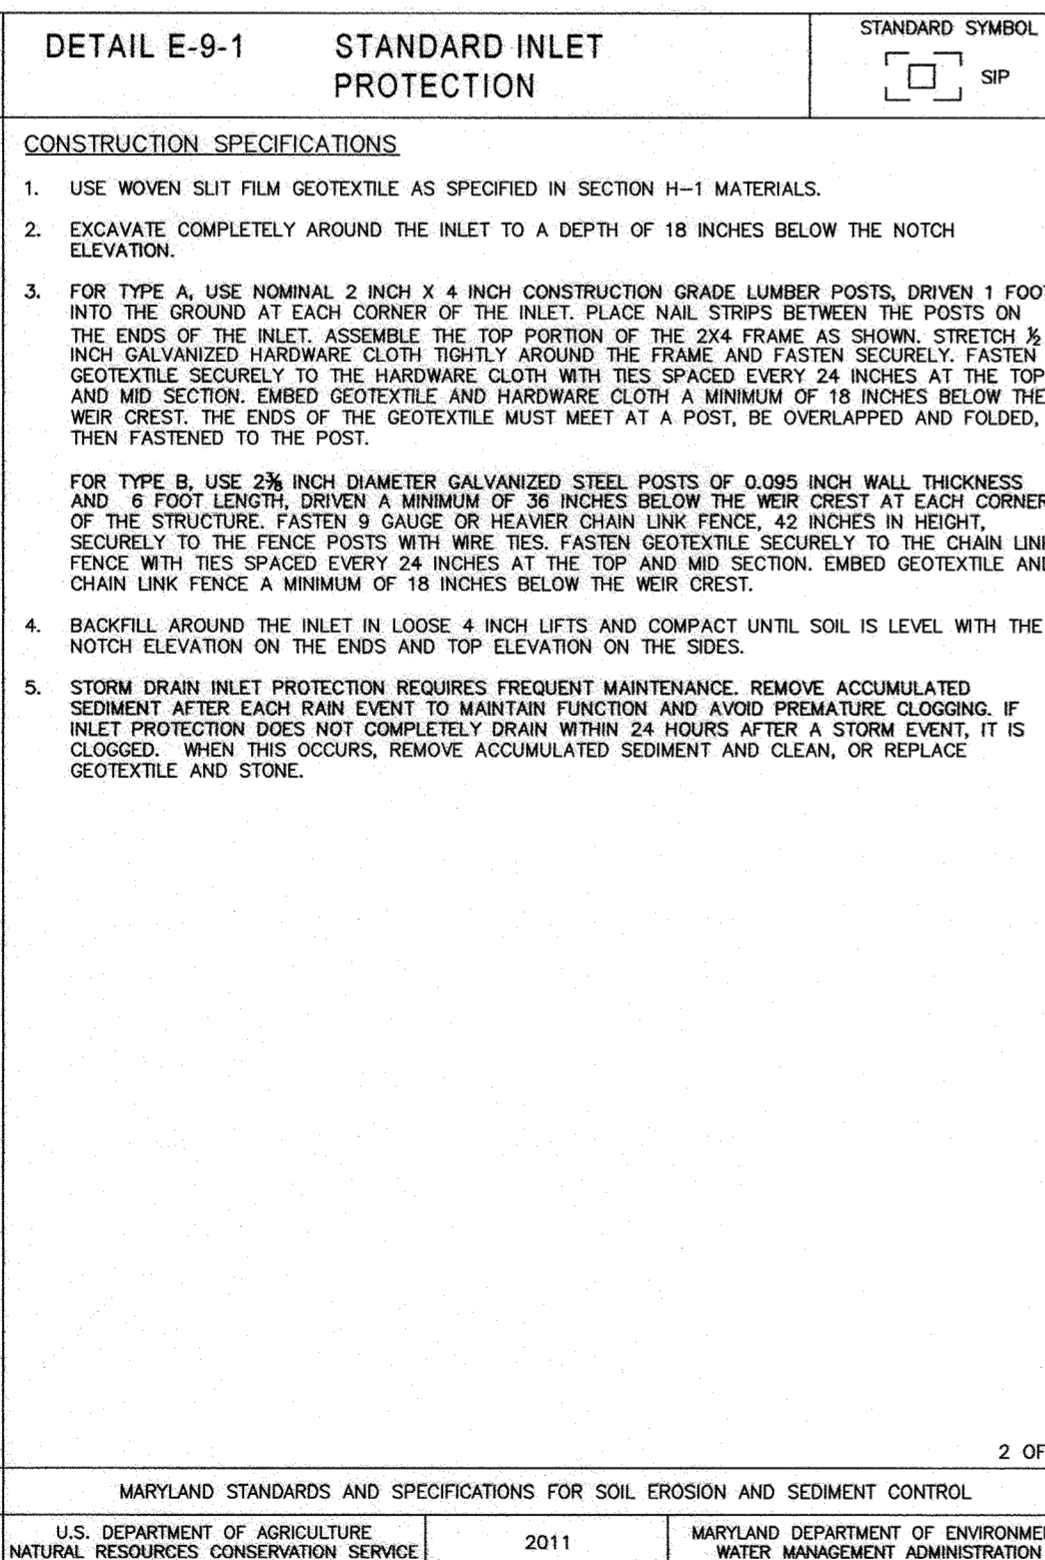 DETAIL E-9-1 STANDARD INLET PROTECTION
STANDARD SYMBOL
SIP
CONSTRUCTION SPECIFICATIONS
1. USE WOVEN SLIT FILM GEOTEXTILE AS SPECIFIED IN SECTION H-1 MATERIALS.
2. EXCAVATE COMPLETELY AROUND THE INLET TO A DEPTH OF 18 INCHES BELOW THE NOTCH
ELEVATION.
3. FOR TYPE A, USE NOMINAL 2 INCH X 4 INCH CONSTRUCTION GRADE LUMBER POSTS, DRIVEN 1 FOOT
INTO THE GROUND AT EACH CORNER OF THE INLET. PLACE NAIL STRIPS BETWEEN THE POSTS ON
THE ENDS OF THE INLET. ASSEMBLE THE TOP PORTION OF THE 2X4 FRAME AS SHOWN. STRETCH ½
INCH GALVANIZED HARDWARE CLOTH TIGHTLY AROUND THE FRAME AND FASTEN SECURELY. FASTEN
GEOTEXTILE SECURELY TO THE HARDWARE CLOTH WITH TIES SPACED EVERY 24 INCHES AT THE TOP
AND MID SECTION. EMBED GEOTEXTILE AND HARDWARE CLOTH A MINIMUM OF 18 INCHES BELOW THE
WEIR CREST. THE ENDS OF THE GEOTEXTILE MUST MEET AT A POST, BE OVERLAPPED AND FOLDED,
THEN FASTENED TO THE POST.
FOR TYPE B, USE 2⅜ INCH DIAMETER GALVANIZED STEEL POSTS OF 0.095 INCH WALL THICKNESS
AND 6 FOOT LENGTH, DRIVEN A MINIMUM OF 36 INCHES BELOW THE WEIR CREST AT EACH CORNER
OF THE STRUCTURE. FASTEN 9 GAUGE OR HEAVIER CHAIN LINK FENCE, 42 INCHES IN HEIGHT,
SECURELY TO THE FENCE POSTS WITH WIRE TIES. FASTEN GEOTEXTILE SECURELY TO THE CHAIN LINK
FENCE WITH TIES SPACED EVERY 24 INCHES AT THE TOP AND MID SECTION. EMBED GEOTEXTILE AND
CHAIN LINK FENCE A MINIMUM OF 18 INCHES BELOW THE WEIR CREST.
4. BACKFILL AROUND THE INLET IN LOOSE 4 INCH LIFTS AND COMPACT UNTIL SOIL IS LEVEL WITH THE
NOTCH ELEVATION ON THE ENDS AND TOP ELEVATION ON THE SIDES.
5. STORM DRAIN INLET PROTECTION REQUIRES FREQUENT MAINTENANCE. REMOVE ACCUMULATED
SEDIMENT AFTER EACH RAIN EVENT TO MAINTAIN FUNCTION AND AVOID PREMATURE CLOGGING. IF
INLET PROTECTION DOES NOT COMPLETELY DRAIN WITHIN 24 HOURS AFTER A STORM EVENT, IT IS
CLOGGED. WHEN THIS OCCURS, REMOVE ACCUMULATED SEDIMENT AND CLEAN, OR REPLACE
GEOTEXTILE AND STONE.
2 OF
MARYLAND STANDARDS AND SPECIFICATIONS FOR SOIL EROSION AND SEDIMENT CONTROL
U.S. DEPARTMENT OF AGRICULTURE
NATURAL RESOURCES CONSERVATION SERVICE
2011
MARYLAND DEPARTMENT OF ENVIRONME
WATER MANAGEMENT ADMINISTRATION